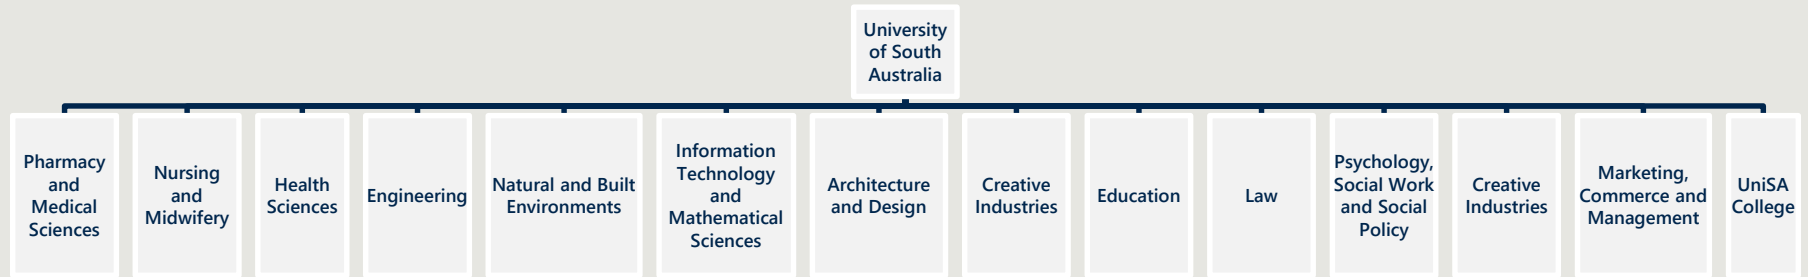 University
of South
Australia
Pharmacy
and
Medical
Sciences
Nursing
and
Midwifery
Health
Sciences
Engineering
Natural and Built
Environments
Information
Technology
and
Mathematical
Sciences
Architecture
and Design
Creative
Industries
Education
Law
Psychology,
Social Work
and Social
Policy
Creative
Industries
Marketing,
Commerce and
Management
UniSA
College